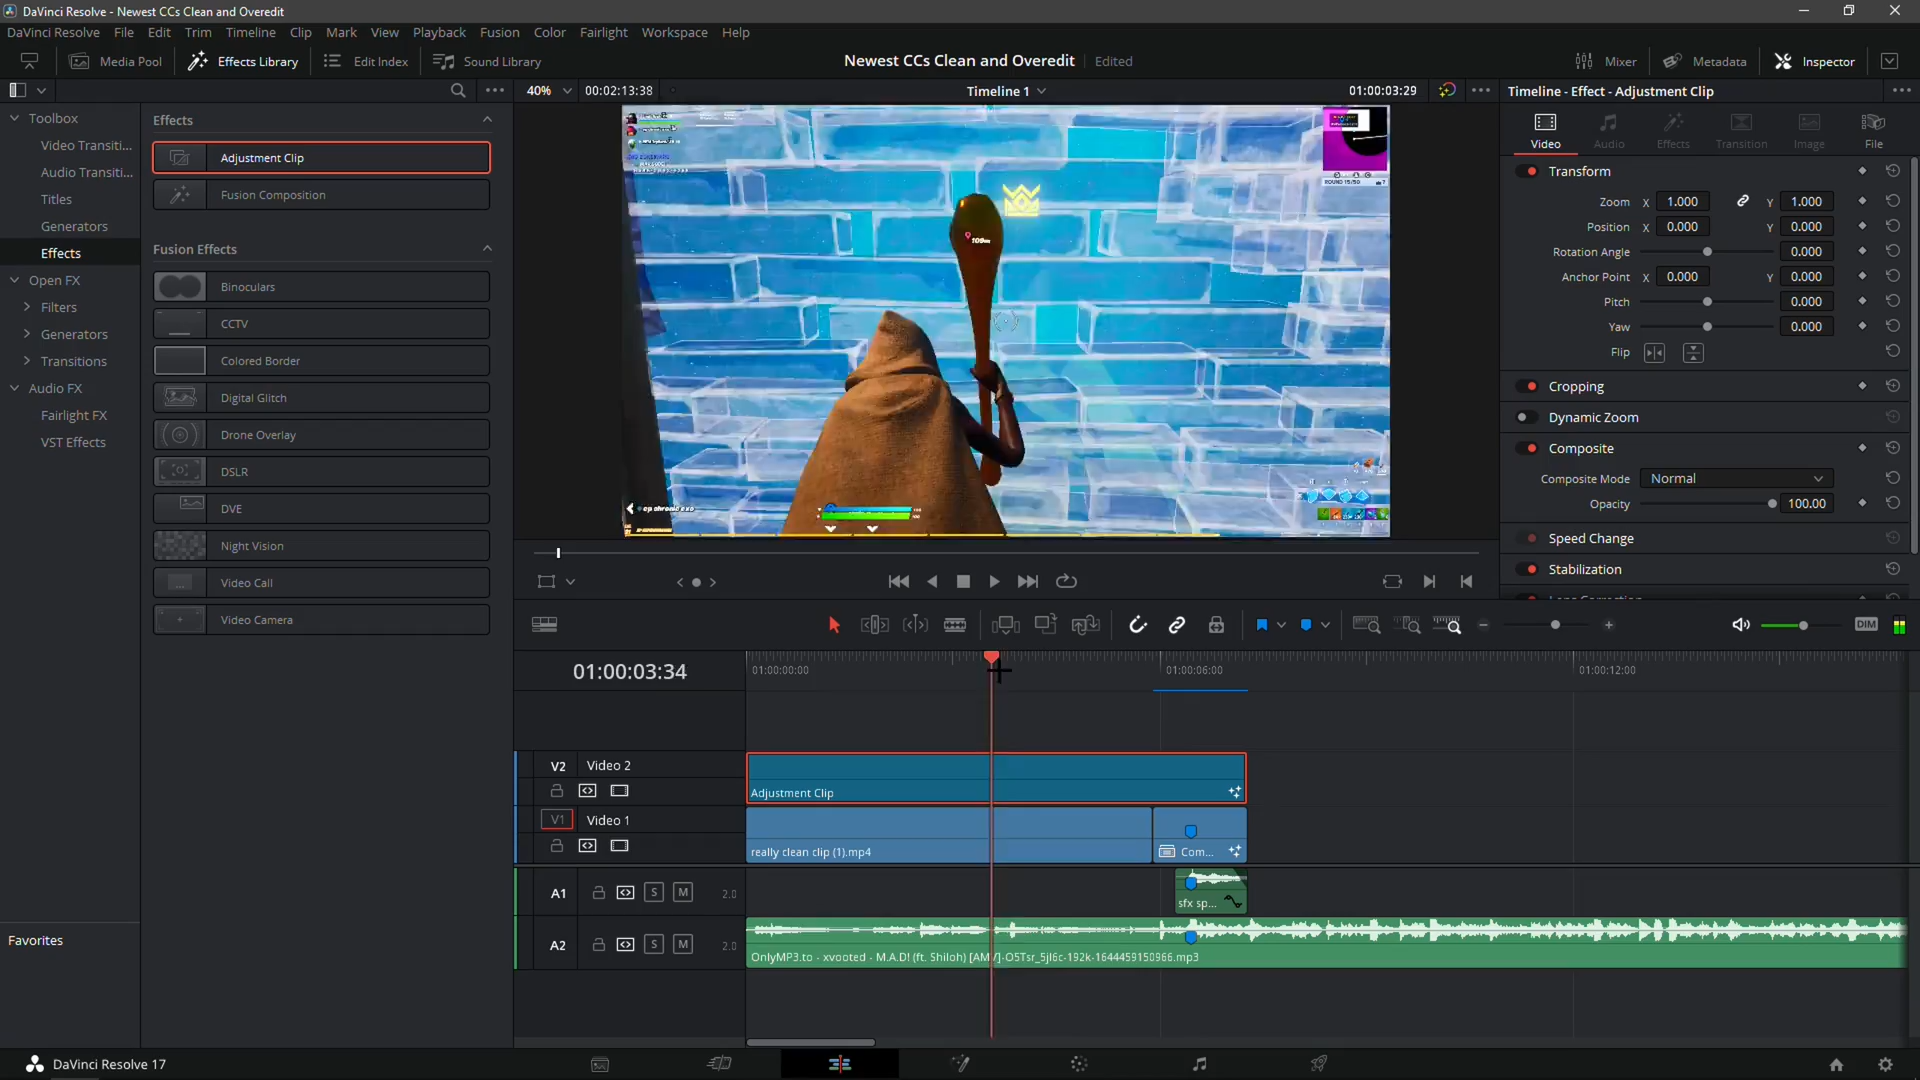 DaVinci Resolve - Newest CCs Clean and Overedit
DaVinci Resolve File Edit Trim Timeline Clip Mark View Playback Fusion Color Fairlight Workspace Help
Media Pool Effects Library Edit Index Sound Library
Newest CCs Clean and Overedit Edited
Mixer Metadata Inspector
40% 00:02:13:38 Timeline 1 01:00:03:29
Timeline - Effect - Adjustment Clip
Toolbox
Video Transiti...
Audio Transiti...
Titles
Generators
Effects
Open FX
Filters
Generators
Transitions
Audio FX
Fairlight FX
VST Effects
Favorites
Effects
Adjustment Clip
Fusion Composition
Fusion Effects
Binoculars
CCTV
Colored Border
Digital Glitch
Drone Overlay
DSLR
DVE
Night Vision
Video Call
Video Camera
109m
ROUND 15/50
Video Audio Effects Transition Image File
Transform
Zoom X 1.000 Y 1.000
Position X 0.000 Y 0.000
Rotation Angle 0.000
Anchor Point X 0.000 Y 0.000
Pitch 0.000
Yaw 0.000
Flip
Cropping
Dynamic Zoom
Composite
Composite Mode Normal
Opacity 100.00
Speed Change
Stabilization
DIM
01:00:03:34
01:00:00:00 01:00:06:00 01:00:12:00
V2 Video 2
Adjustment Clip
V1 Video 1
really clean clip (1).mp4
Com...
A1 S M 2.0
sfx sp...
A2 S M 2.0
OnlyMP3.to - xvooted - M.A.D! (ft. Shiloh) [AMV]-O5Tsr_5jI6c-192k-1644459150966.mp3
DaVinci Resolve 17